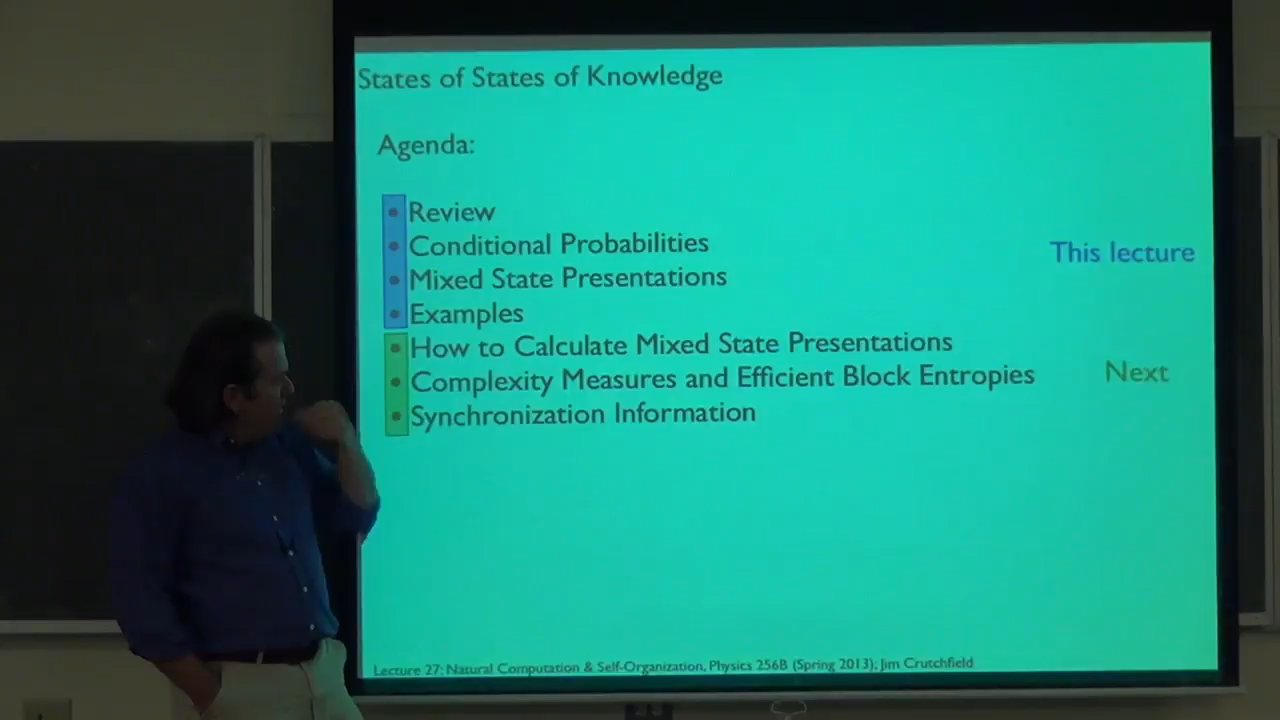 States of States of Knowledge
Agenda:
• Review
• Conditional Probabilities
• Mixed State Presentations
• Examples
This lecture
• How to Calculate Mixed State Presentations
• Complexity Measures and Efficient Block Entropies
• Synchronization Information
Next
Lecture 27: Natural Computation & Self-Organization, Physics 256B (Spring 2013); Jim Crutchfield